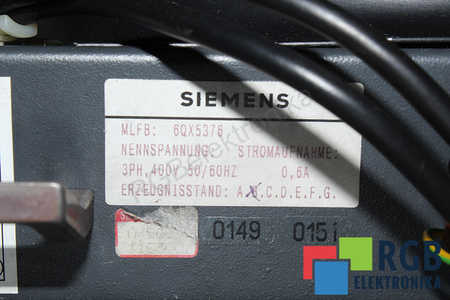 SIEMENS
MLFB: 6QX5376
NENNSPANNUNG: STROMAUFNAHME:
3PH. 400V 50/60HZ 0,6A
ERZEUGNISSTAND: A.B.C.D.E.F.G.
0149 0151
RGB
ELEKTRONIKA